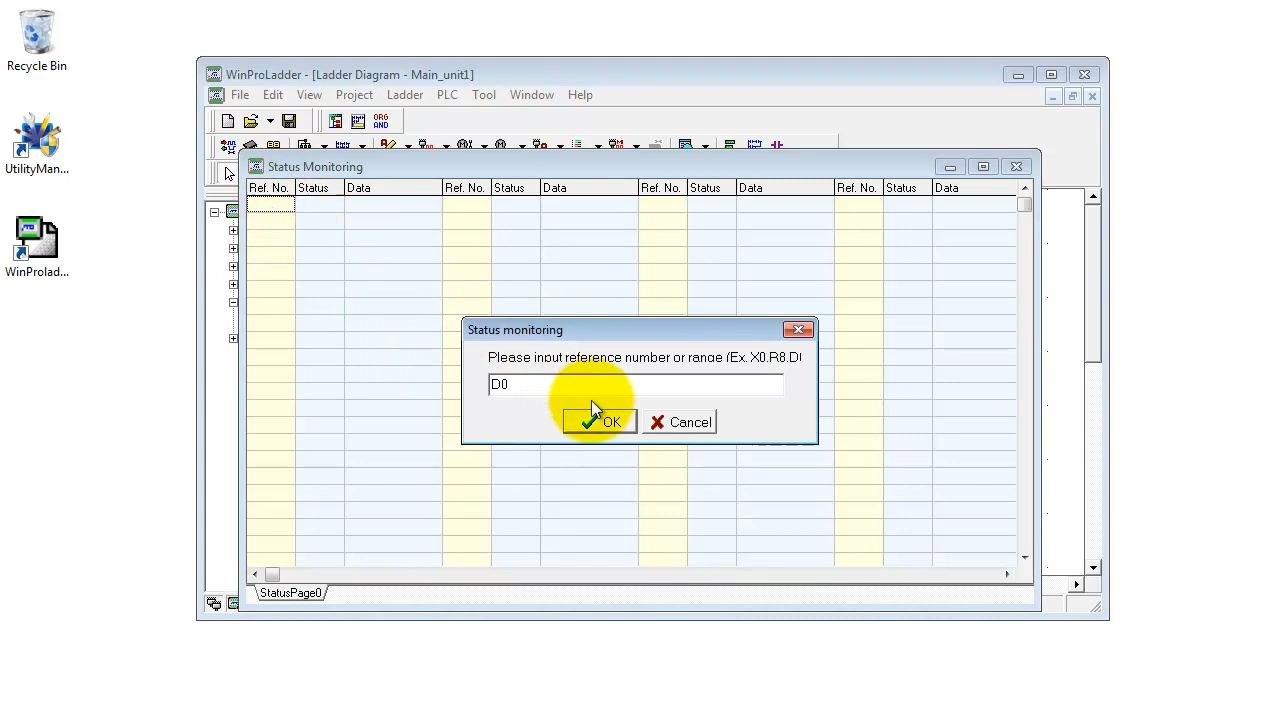 Recycle Bin
UtilityMan...
WinProlad...
WinProLadder - [Ladder Diagram - Main_unit1]
File Edit View Project Ladder PLC Tool Window Help
ORG
AND
Status Monitoring
Ref. No. Status Data Ref. No. Status Data Ref. No. Status Data Ref. No. Status Data
Status monitoring
Please input reference number or range (Ex. X0.R8.D(
D0
OK Cancel
StatusPage0